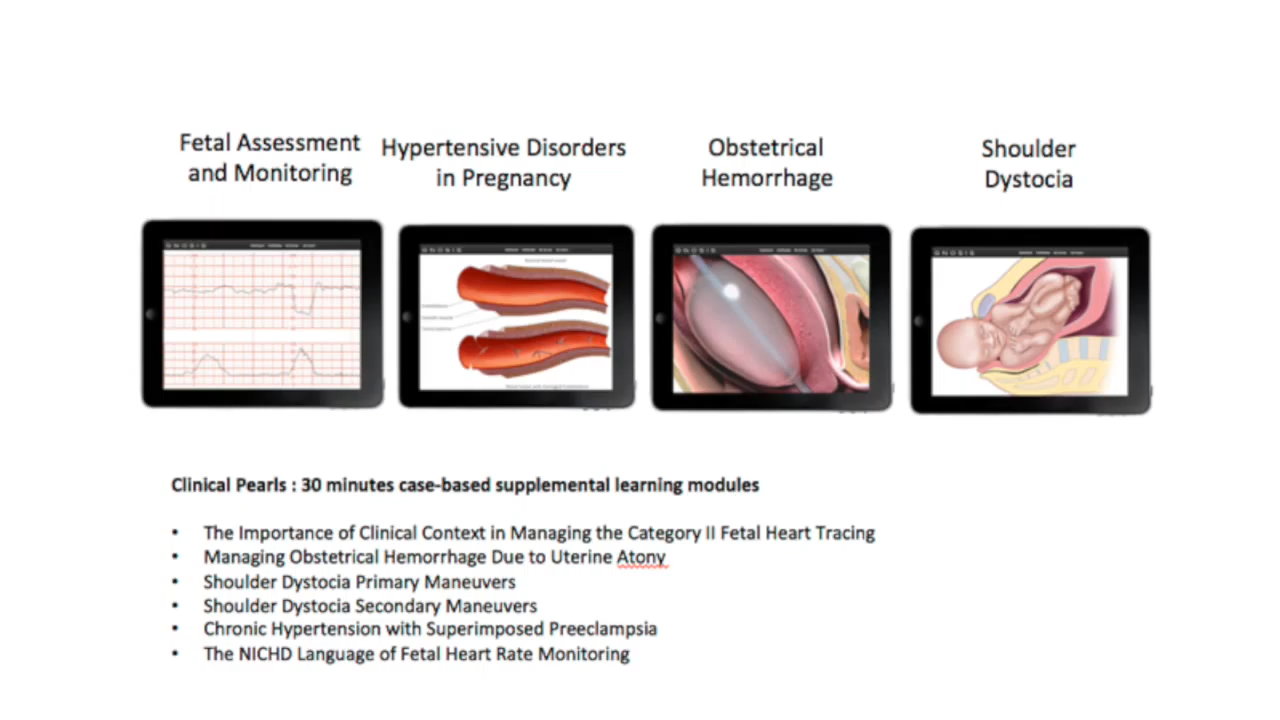 Fetal Assessment
and Monitoring
Hypertensive Disorders
in Pregnancy
Obstetrical
Hemorrhage
Shoulder
Dystocia
Clinical Pearls : 30 minutes case-based supplemental learning modules
• The Importance of Clinical Context in Managing the Category II Fetal Heart Tracing
• Managing Obstetrical Hemorrhage Due to Uterine Atony
• Shoulder Dystocia Primary Maneuvers
• Shoulder Dystocia Secondary Maneuvers
• Chronic Hypertension with Superimposed Preeclampsia
• The NICHD Language of Fetal Heart Rate Monitoring